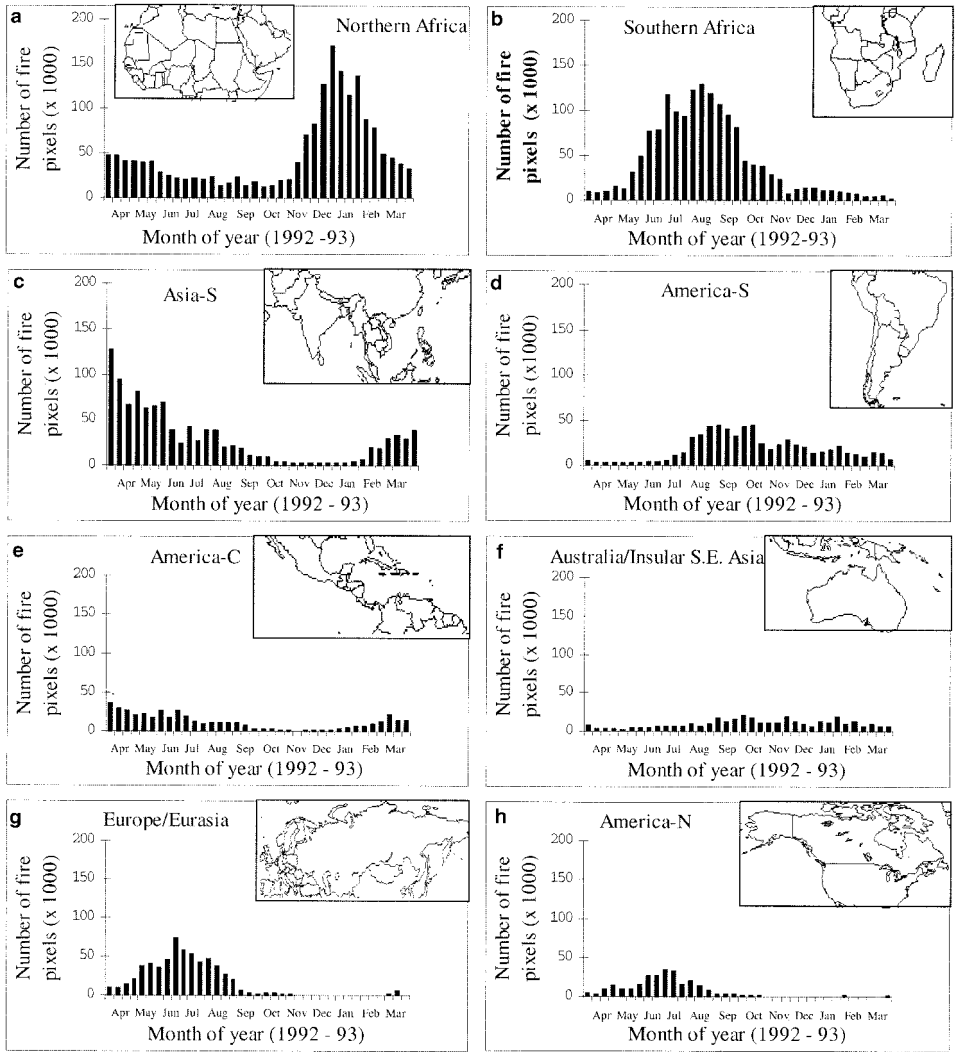 a
Northern Africa
200
150
100
50
0
Number of fire
pixels (x 1000)
Apr May Jun Jul Aug Sep Oct Nov Dec Jan Feb Mar
Month of year (1992 -93)
b
Southern Africa
200
150
100
50
0
Number of fire
pixels (x 1000)
Apr May Jun Jul Aug Sep Oct Nov Dec Jan Feb Mar
Month of year (1992-93)
c
Asia-S
200
150
100
50
0
Number of fire
pixels (x 1000)
Apr May Jun Jul Aug Sep Oct Nov Dec Jan Feb Mar
Month of year (1992 - 93)
d
America-S
200
150
100
50
0
Number of fire
pixels (x1000)
Apr May Jun Jul Aug Sep Oct Nov Dec Jan Feb Mar
Month of year (1992 - 93)
e
America-C
200
150
100
50
0
Number of fire
pixels (x 1000)
Apr May Jun Jul Aug Sep Oct Nov Dec Jan Feb Mar
Month of year (1992 - 93)
f
Australia/Insular S.E. Asia
200
150
100
50
0
Number of fire
pixels (x 1000)
Apr May Jun Jul Aug Sep Oct Nov Dec Jan Feb Mar
Month of year (1992 - 93)
g
Europe/Eurasia
200
150
100
50
0
Number of fire
pixels (x 1000)
Apr May Jun Jul Aug Sep Oct Nov Dec Jan Feb Mar
Month of year (1992 - 93)
h
America-N
200
150
100
50
0
Number of fire
pixels (x 1000)
Apr May Jun Jul Aug Sep Oct Nov Dec Jan Feb Mar
Month of year (1992 - 93)